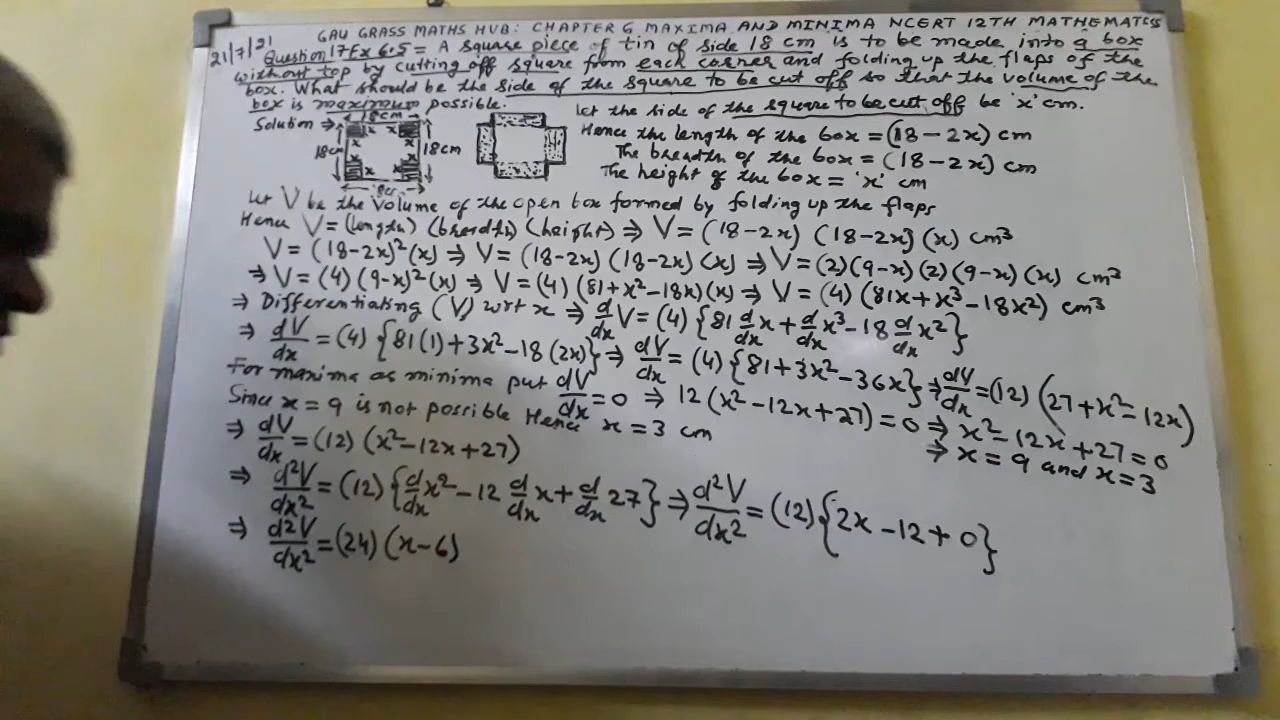 GAU GRASS MATHS HUB: CHAPTER 6 MAXIMA AND MINIMA NCERT 12TH MATHEMATICS
21/7/21 Question 17 Ex 6.5 = A square piece of tin of side 18 cm is to be made into a box
without top by cutting off square from each corner and folding up the flaps of the
box. What should be the side of the square to be cut off so that the volume of the
box is maximum possible.
Solution →
18cm
18cm
18cm
x x
x x
x x
let the side of the square to be cut off be 'x' cm.
Hence the length of the box = (18-2x) cm
The breadth of the box = (18-2x) cm
The height of the box = 'x' cm
Let V be the volume of the open box formed by folding up the flaps
Hence V = (length) (breadth) (height) ⇒ V = (18-2x) (18-2x) (x) cm³
V = (18-2x)² (x) ⇒ V = (18-2x) (18-2x) (x) ⇒ V = (2) (9-x) (2) (9-x) (x) cm³
⇒ V = (4) (9-x)² (x) ⇒ V = (4) (81+x²-18x) (x) ⇒ V = (4) (81x+x³-18x²) cm³
⇒ Differentiating (V) wrt x ⇒ d/dx V = (4) {81 d/dx x + d/dx x³ - 18 d/dx x²}
⇒ dV/dx = (4) {81(1)+3x²-18(2x)} ⇒ dV/dx = (4) {81+3x²-36x} ⇒ dV/dx = (12) (27+x²-12x)
For maxima or minima put dV/dx = 0 ⇒ 12(x²-12x+27) = 0 ⇒ x²-12x+27 = 0
⇒ x = 9 and x = 3
Since x = 9 is not possible Hence x = 3 cm
⇒ dV/dx = (12) (x²-12x+27)
⇒ d²V/dx² = (12) {d/dx x² - 12 d/dx x + d/dx 27} ⇒ d²V/dx² = (12) {2x-12+0}
⇒ d²V/dx² = (24) (x-6)